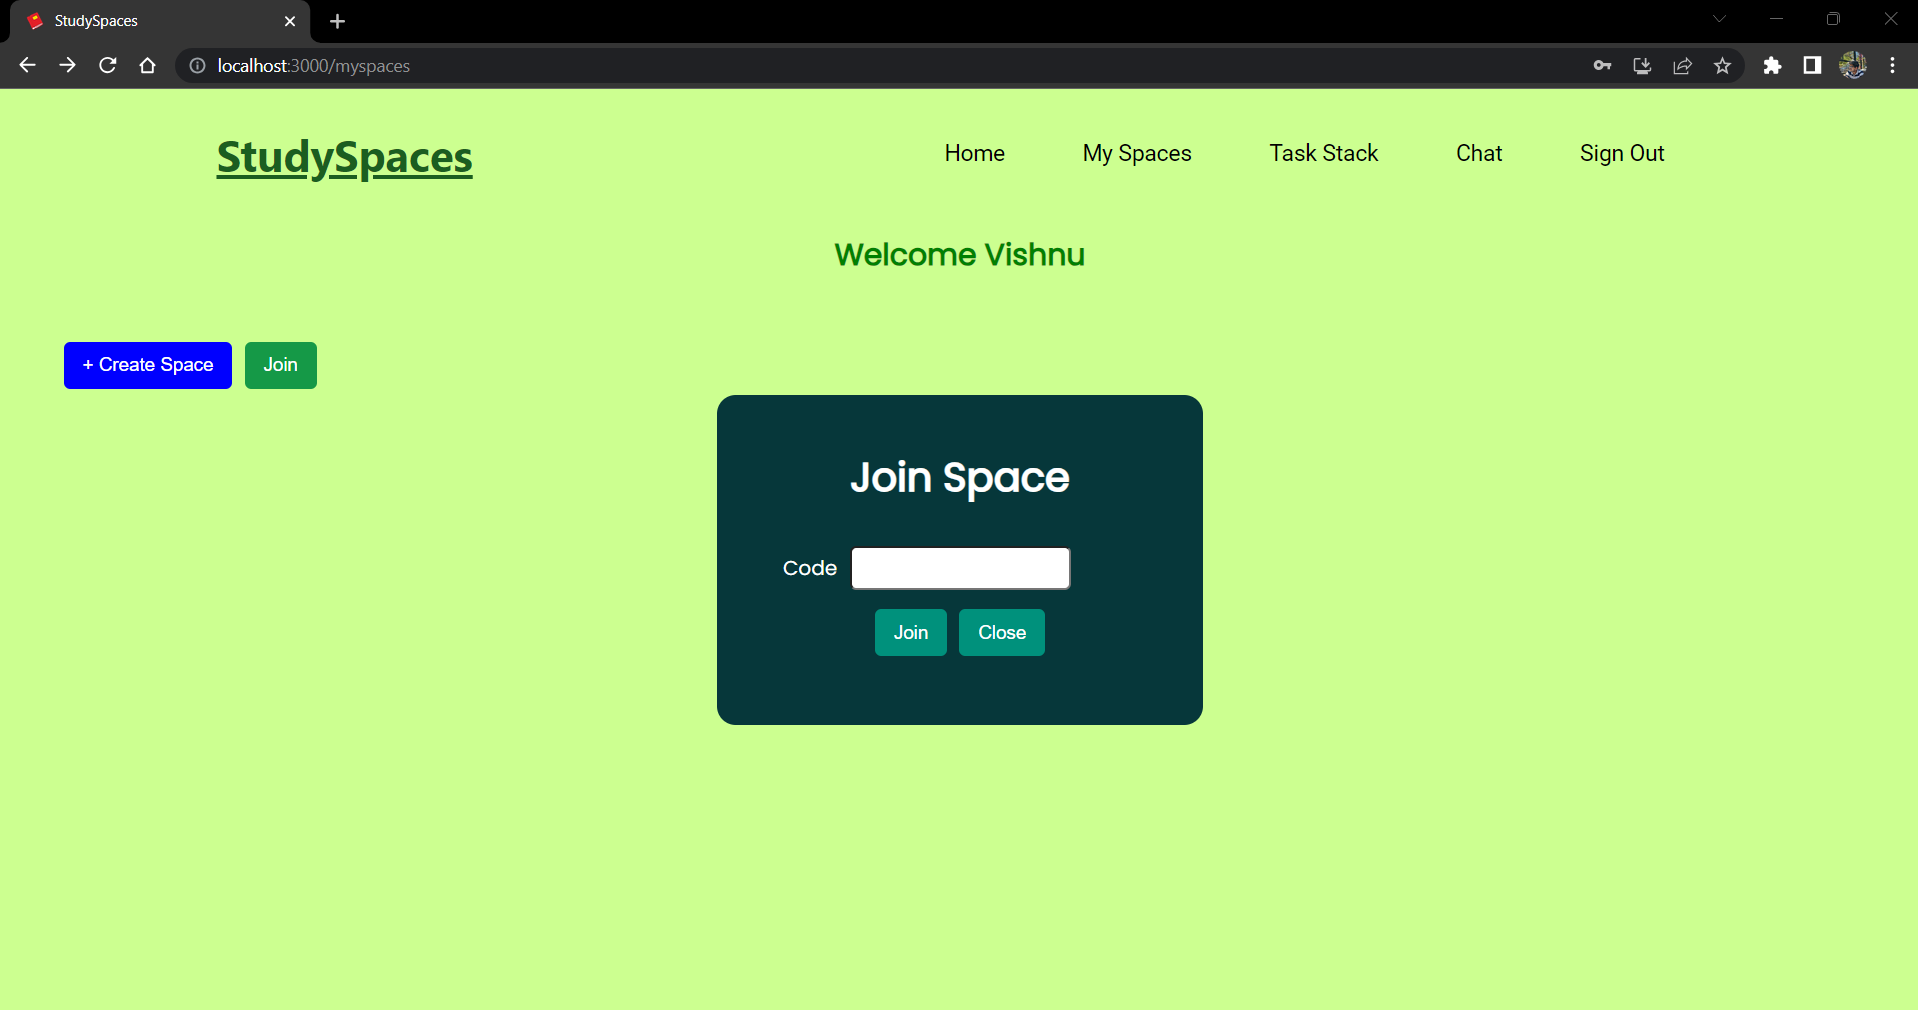 StudySpaces
localhost:3000/myspaces
StudySpaces
Home My Spaces Task Stack Chat Sign Out
Welcome Vishnu
+ Create Space Join
Join Space
Code
Join Close